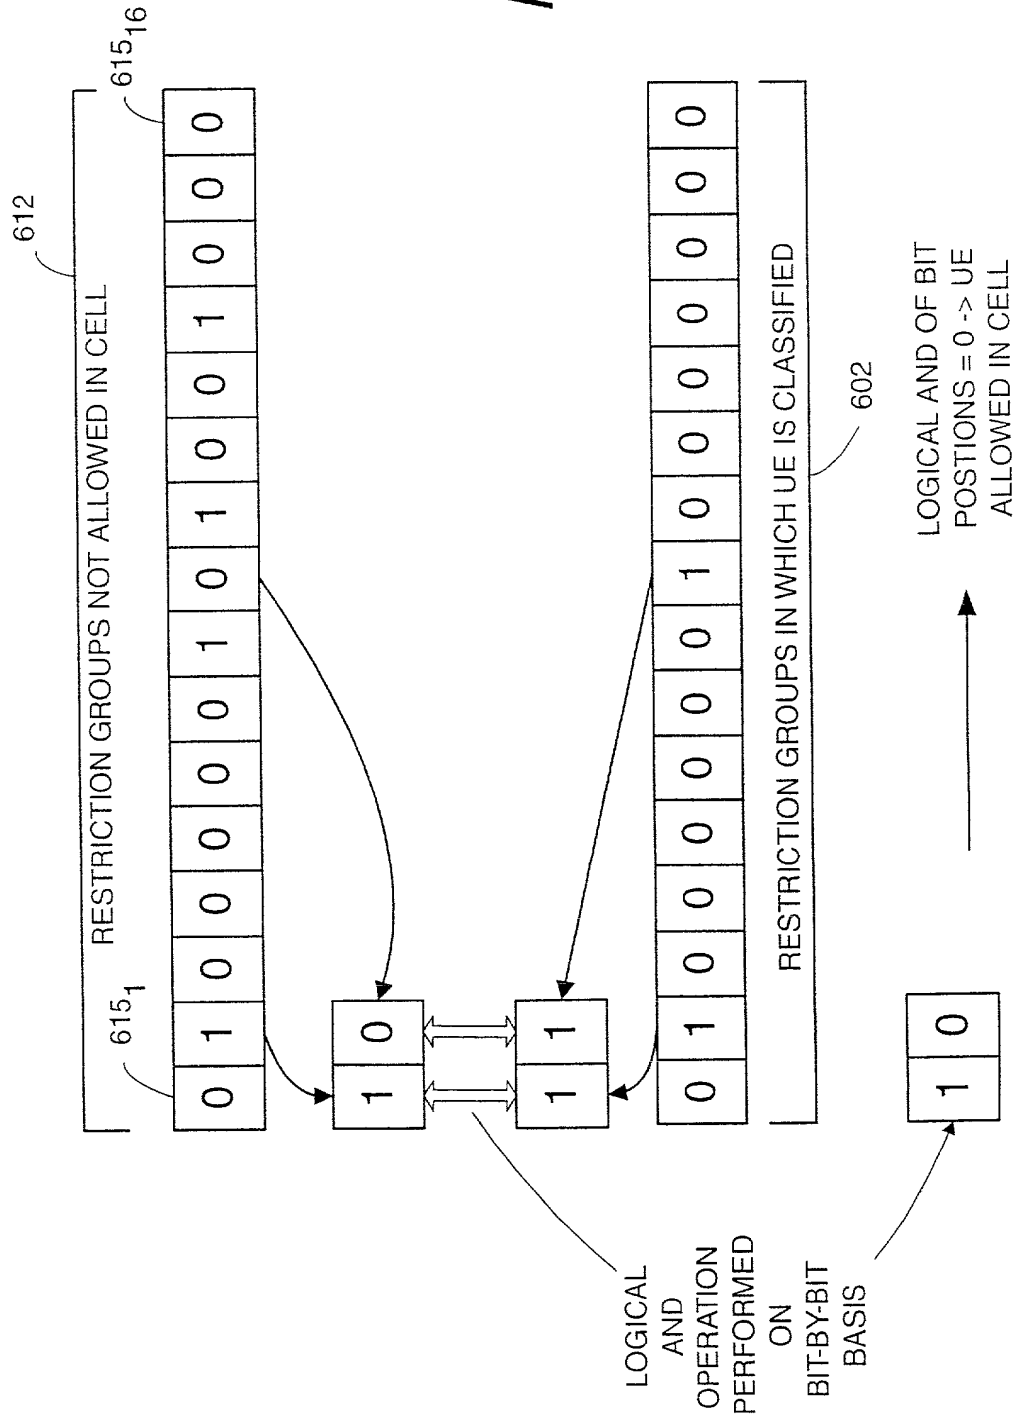 612
RESTRICTION GROUPS NOT ALLOWED IN CELL
615₁
615₁₆
0 1 0 0 0 0 0 1 0 1 0 0 1 0 0 0
1 0
1 1
0 1 0 0 0 0 0 0 1 0 0 0 0 0 0 0
RESTRICTION GROUPS IN WHICH UE IS CLASSIFIED
602
LOGICAL
AND
OPERATION
PERFORMED
ON
BIT-BY-BIT
BASIS
1 0
LOGICAL AND OF BIT
POSTIONS = 0 -> UE
ALLOWED IN CELL